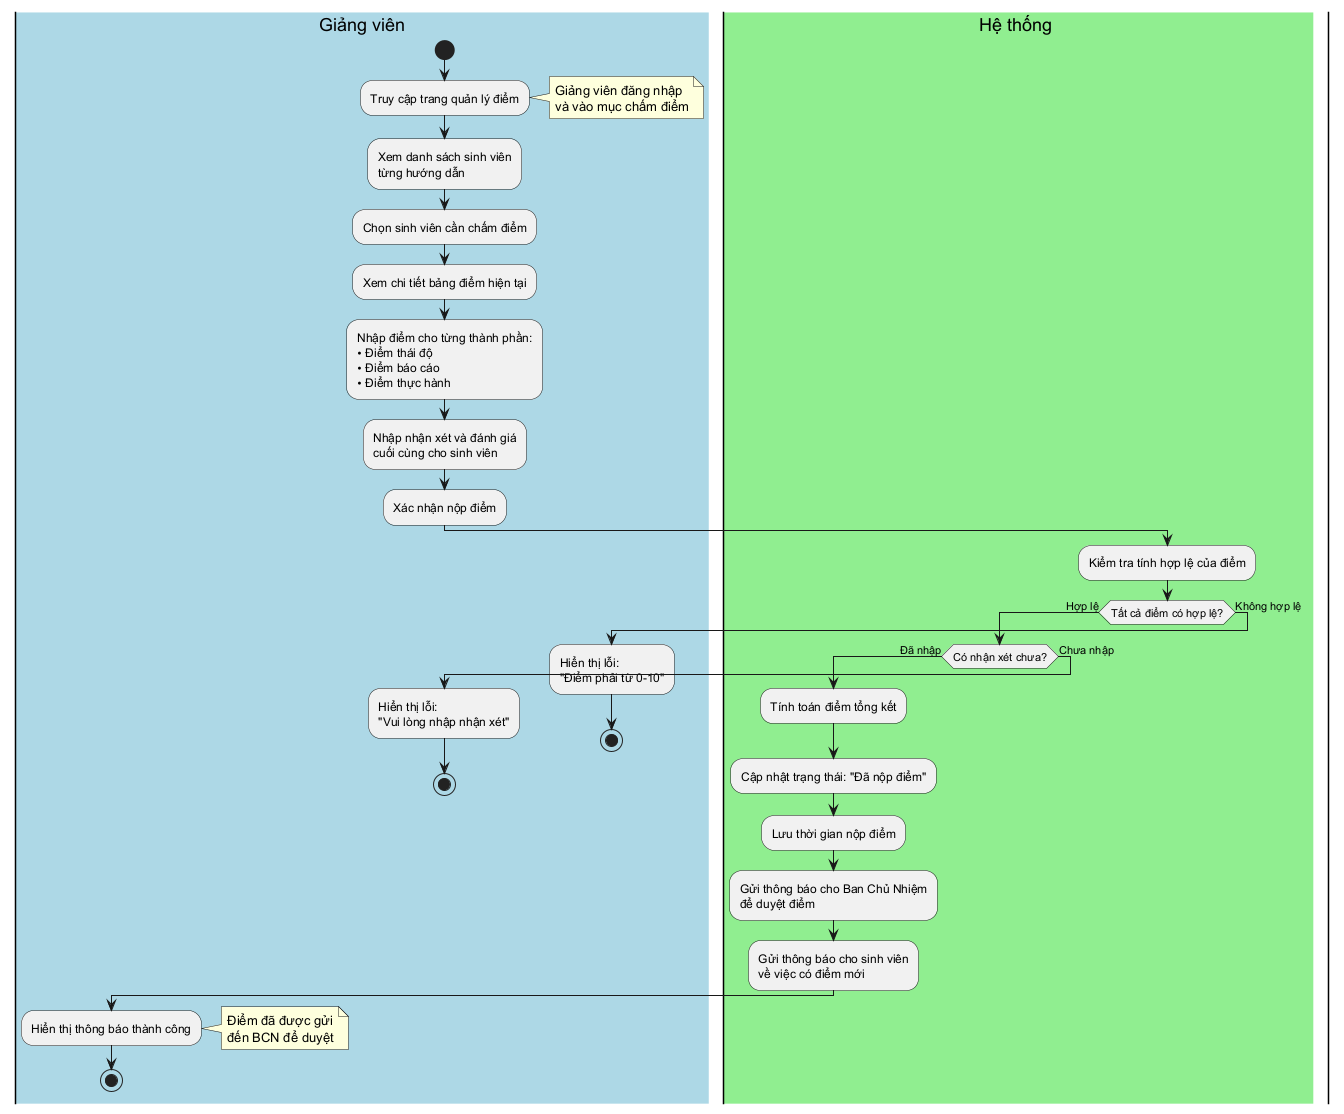 Giảng viên
Hệ thống
Truy cập trang quản lý điểm
Giảng viên đăng nhập
và vào mục chấm điểm
Xem danh sách sinh viên
từng hướng dẫn
Chọn sinh viên cần chấm điểm
Xem chi tiết bảng điểm hiện tại
Nhập điểm cho từng thành phần:
• Điểm thái độ
• Điểm báo cáo
• Điểm thực hành
Nhập nhận xét và đánh giá
cuối cùng cho sinh viên
Xác nhận nộp điểm
Kiểm tra tính hợp lệ của điểm
Hợp lệ
Tất cả điểm có hợp lệ?
Không hợp lệ
Đã nhập
Có nhận xét chưa?
Chưa nhập
Hiển thị lỗi:
"Điểm phải từ 0-10"
Hiển thị lỗi:
"Vui lòng nhập nhận xét"
Tính toán điểm tổng kết
Cập nhật trạng thái: "Đã nộp điểm"
Lưu thời gian nộp điểm
Gửi thông báo cho Ban Chủ Nhiệm
để duyệt điểm
Gửi thông báo cho sinh viên
về việc có điểm mới
Hiển thị thông báo thành công
Điểm đã được gửi
đến BCN để duyệt